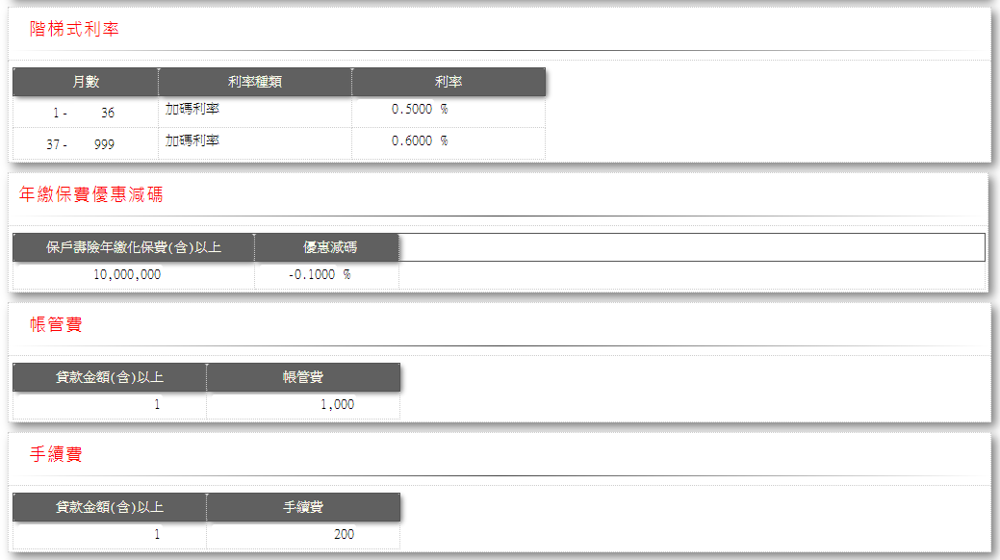 階梯式利率
月數 利率種類 利率
1- 36 加碼利率 0.5000 %
37- 999 加碼利率 0.6000 %
年繳保費優惠減碼
保戶壽險年繳化保費(含)以上 優惠減碼
10,000,000 -0.1000 %
帳管費
貸款金額(含)以上 帳管費
1 1,000
手續費
貸款金額(含)以上 手續費
1 200